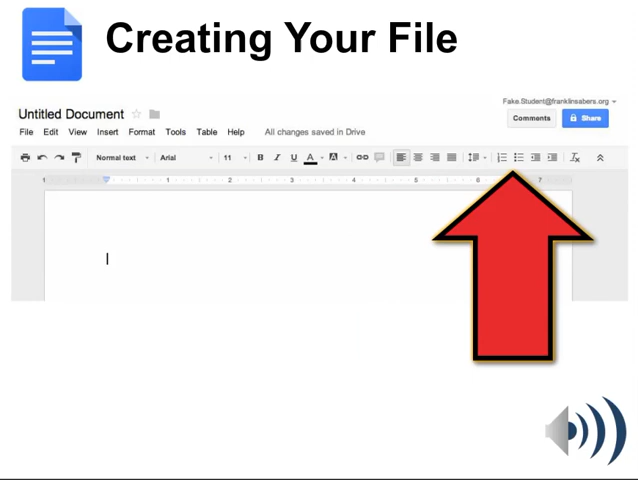 Creating Your File
Fake.Student@franklinsabers.org
Untitled Document
Comments Share
File Edit View Insert Format Tools Table Help All changes saved in Drive
Normal text Arial 11 B I U A A
1 1 2 3 4 5 6 7